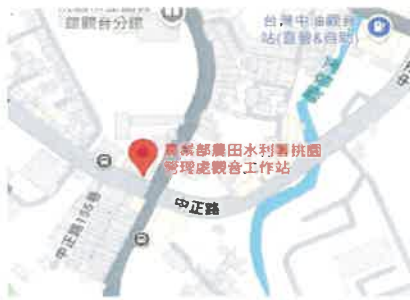 館觀音分館
台灣中油觀音
站(直營&自助)
農業部農田水利署桃園
管理處觀音工作站
中正路
中正路155巷